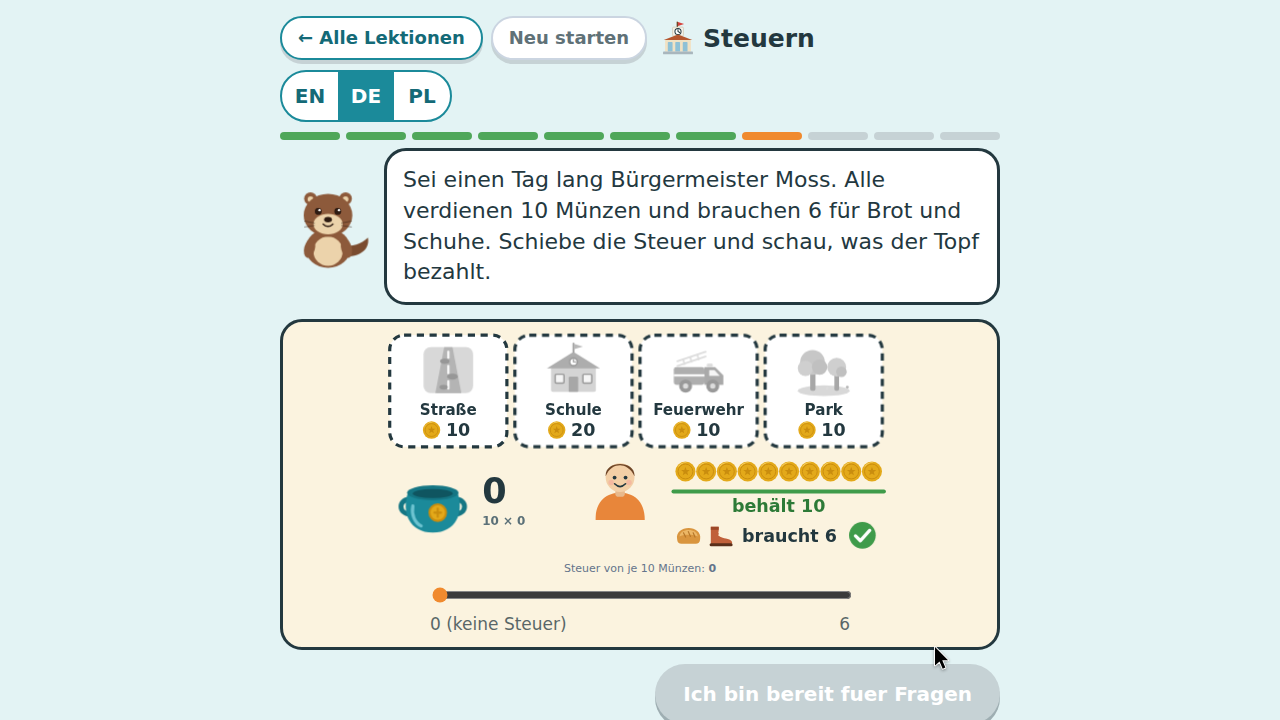 ← Alle Lektionen
Neu starten
Steuern
EN DE PL
Sei einen Tag lang Bürgermeister Moss. Alle
verdienen 10 Münzen und brauchen 6 für Brot und
Schuhe. Schiebe die Steuer und schau, was der Topf
bezahlt.
Straße
10
Schule
20
Feuerwehr
10
Park
10
0
10 × 0
behält 10
braucht 6
Steuer von je 10 Münzen: 0
0 (keine Steuer)
6
Ich bin bereit fuer Fragen